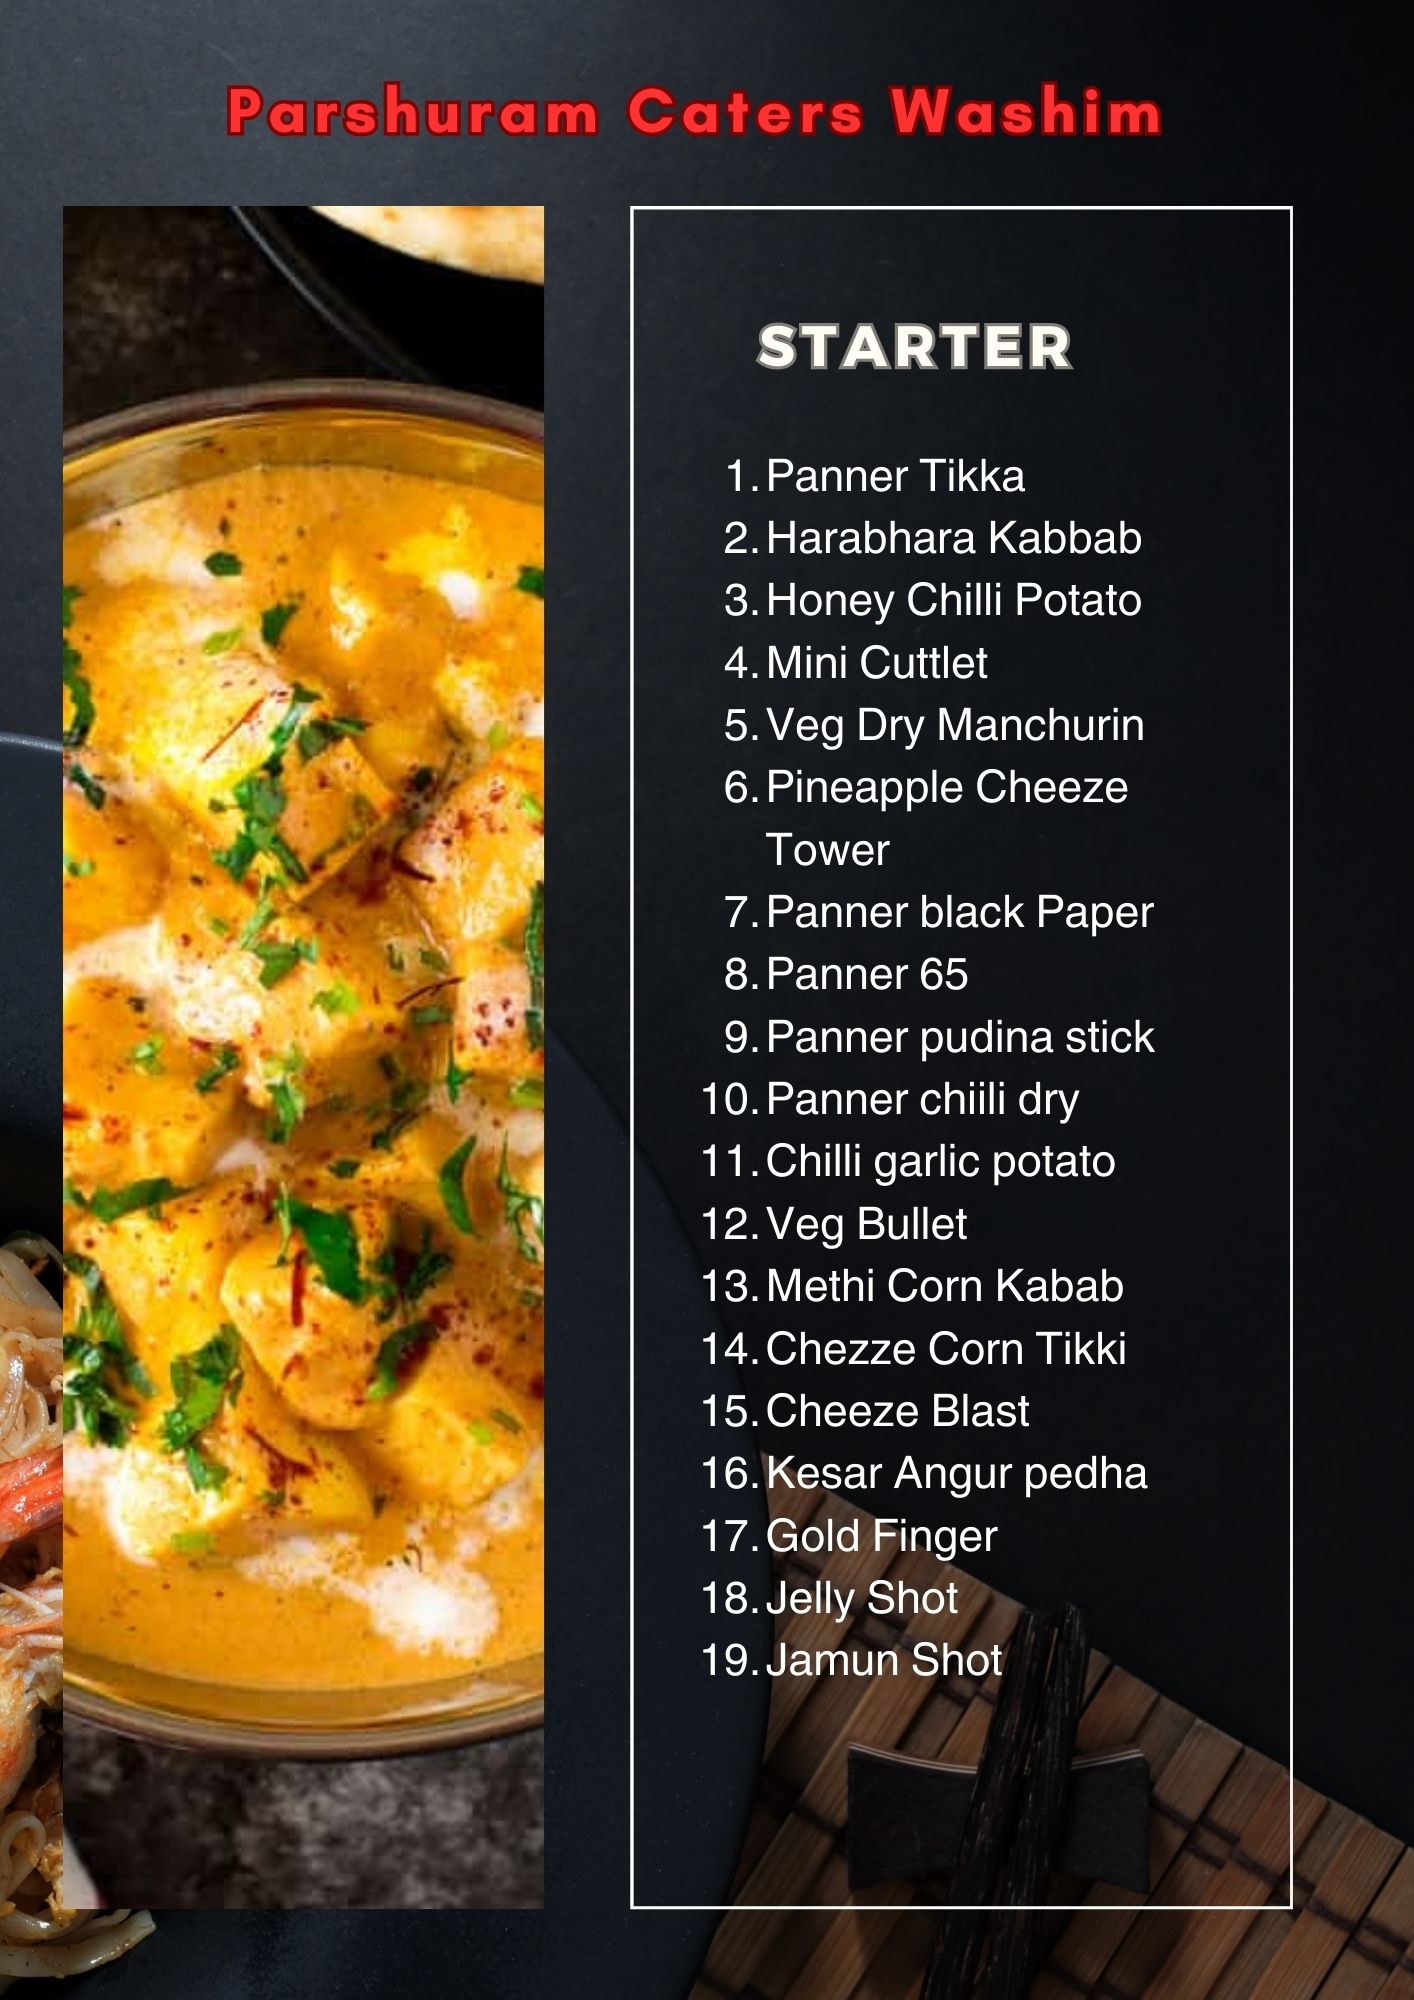 Parshuram Caters Washim
STARTER
1. Panner Tikka
2. Harabhara Kabbab
3. Honey Chilli Potato
4. Mini Cuttlet
5. Veg Dry Manchurin
6. Pineapple Cheeze
Tower
7. Panner black Paper
8. Panner 65
9. Panner pudina stick
10. Panner chiili dry
11. Chilli garlic potato
12. Veg Bullet
13. Methi Corn Kabab
14. Chezze Corn Tikki
15. Cheeze Blast
16. Kesar Angur pedha
17. Gold Finger
18. Jelly Shot
19. Jamun Shot